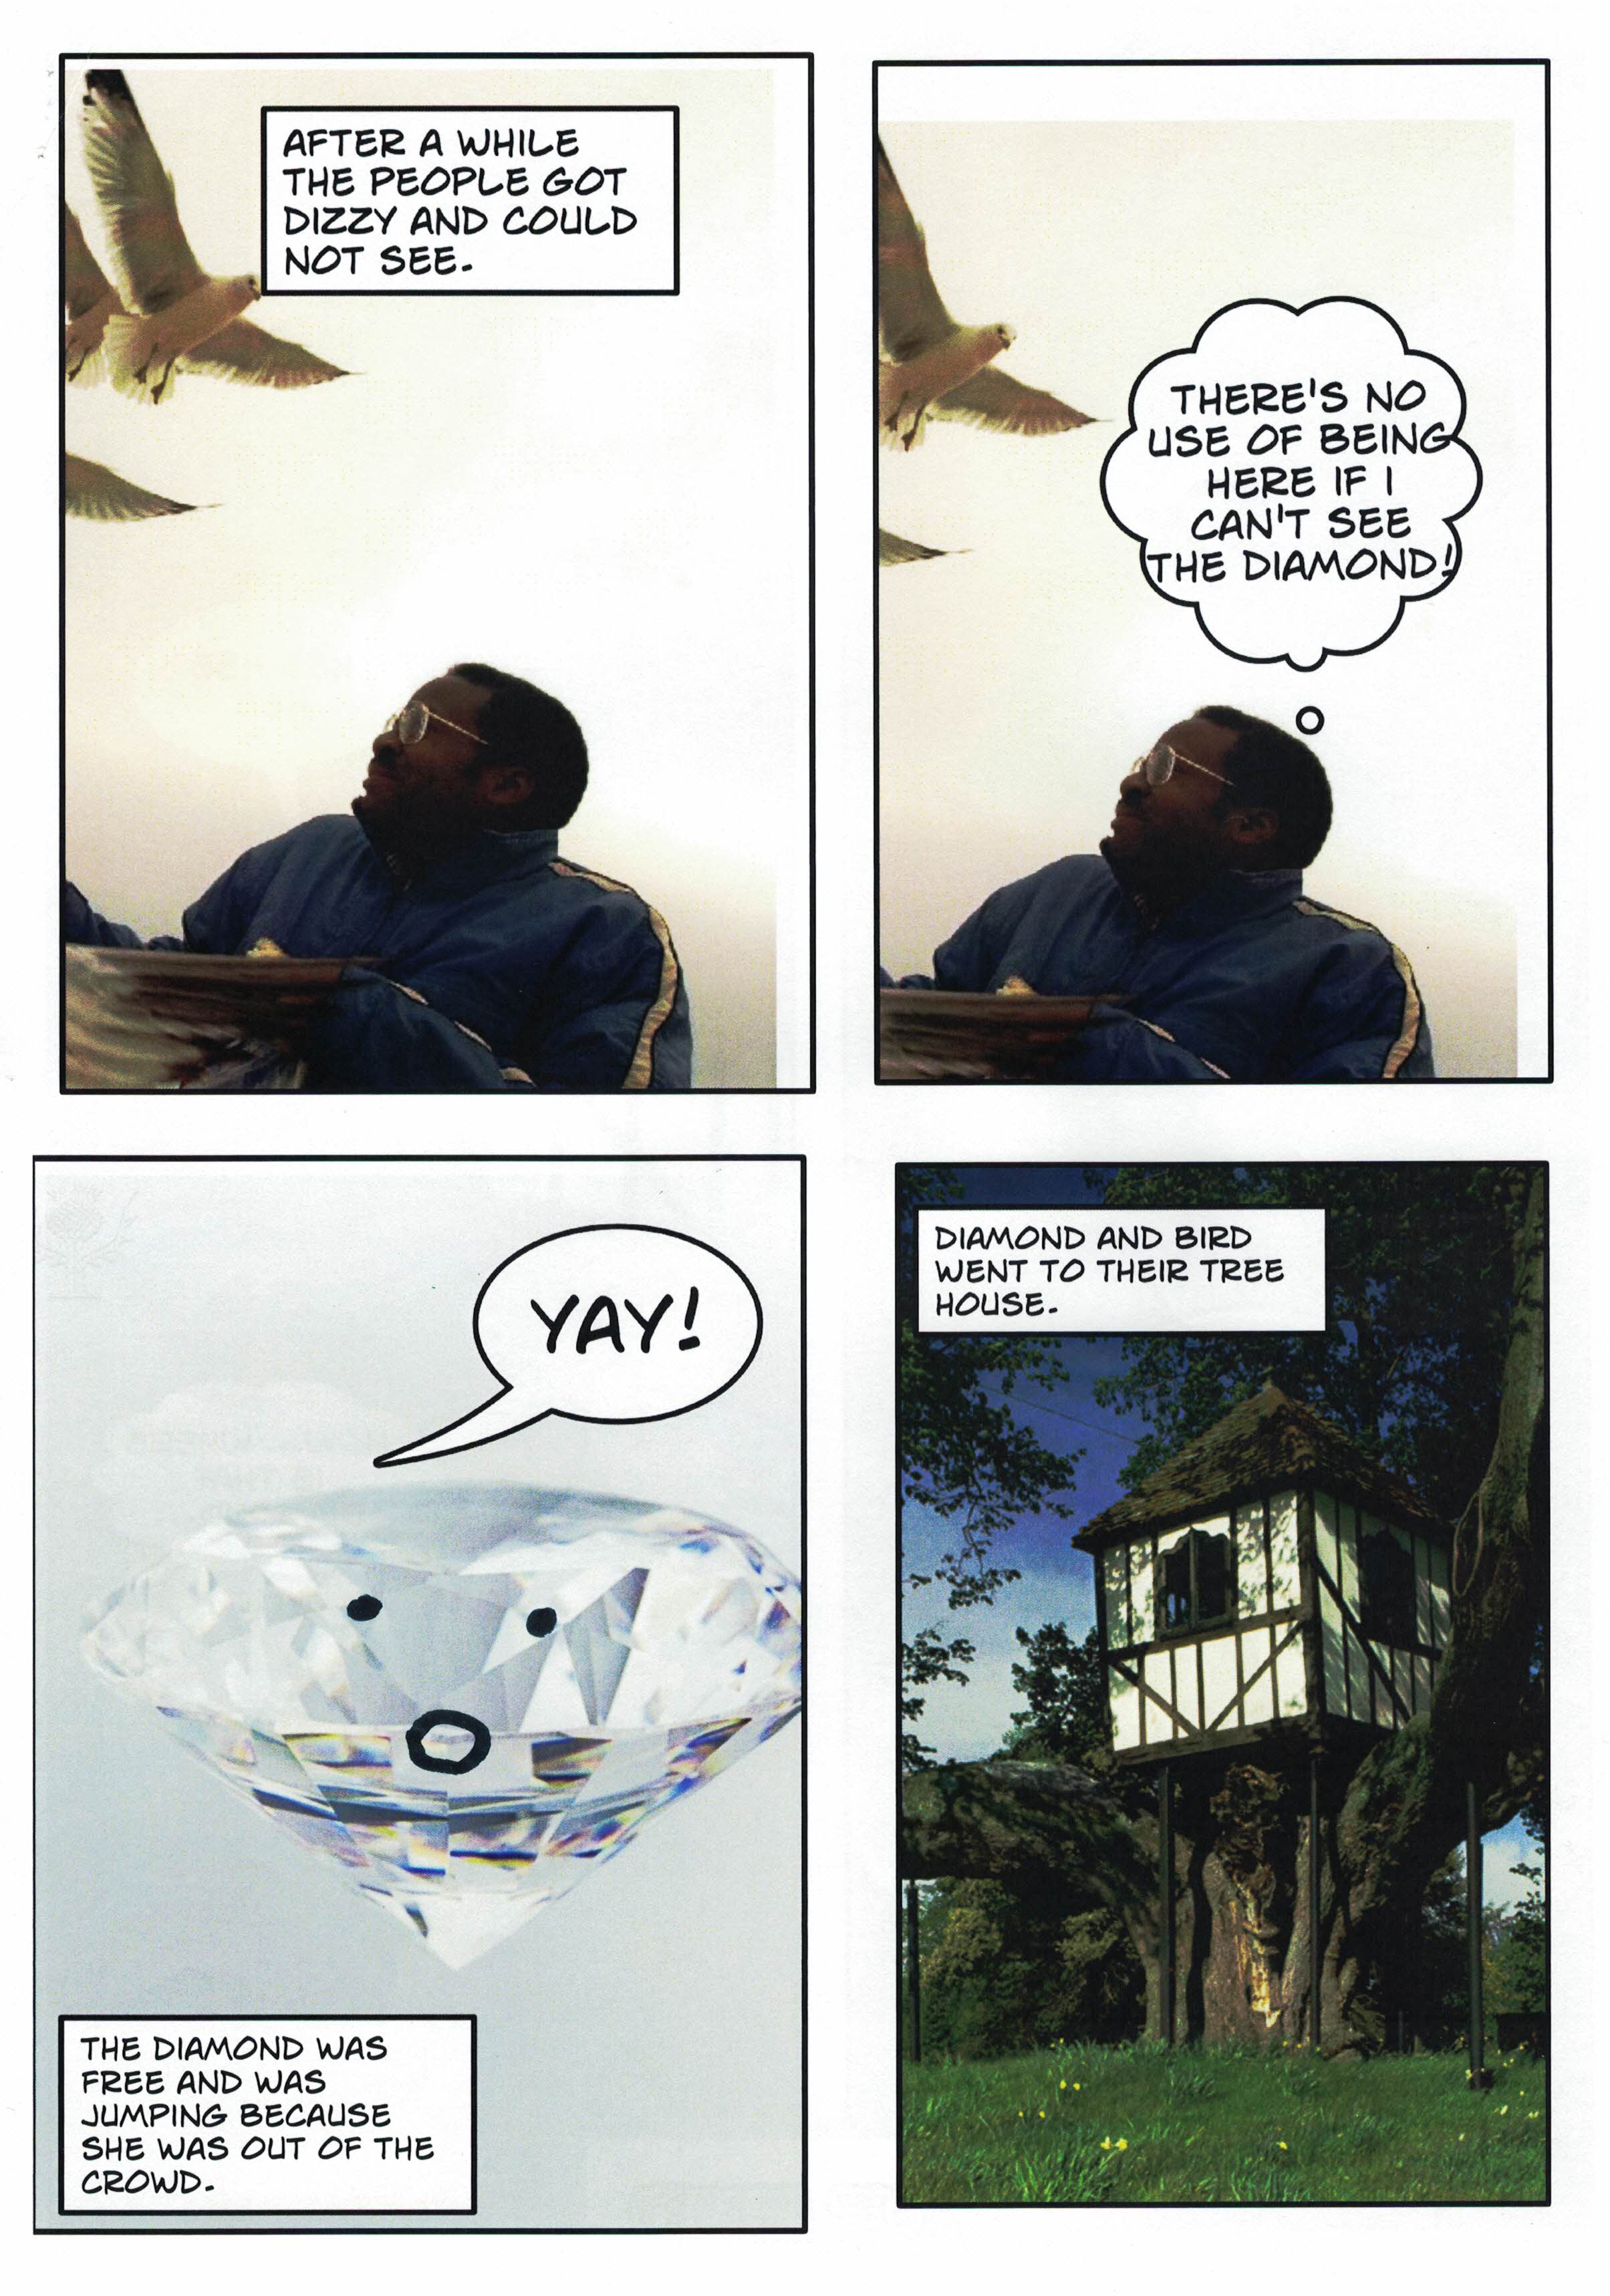 AFTER A WHILE
THE PEOPLE GOT
DIZZY AND COULD
NOT SEE.
THERE'S NO
USE OF BEING
HERE IF I
CAN'T SEE
THE DIAMOND!
YAY!
THE DIAMOND WAS
FREE AND WAS
JUMPING BECAUSE
SHE WAS OUT OF THE
CROWD.
DIAMOND AND BIRD
WENT TO THEIR TREE
HOUSE.